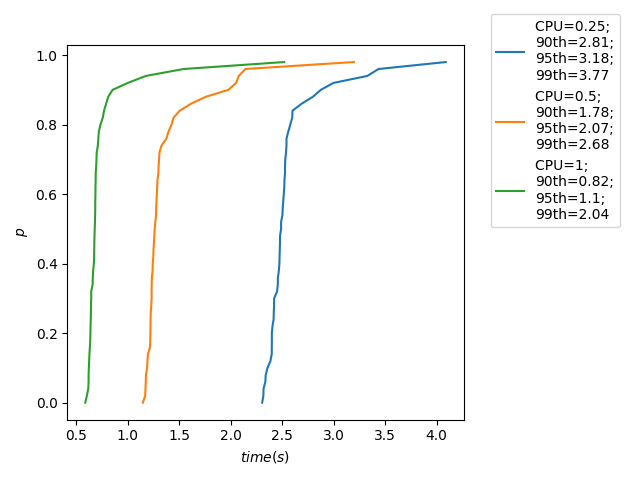 CPU=0.25;
90th=2.81;
95th=3.18;
99th=3.77
CPU=0.5;
90th=1.78;
95th=2.07;
99th=2.68
CPU=1;
90th=0.82;
95th=1.1;
99th=2.04
1.0
0.8
0.6
0.4
0.2
0.0
p
0.5 1.0 1.5 2.0 2.5 3.0 3.5 4.0
time(s)